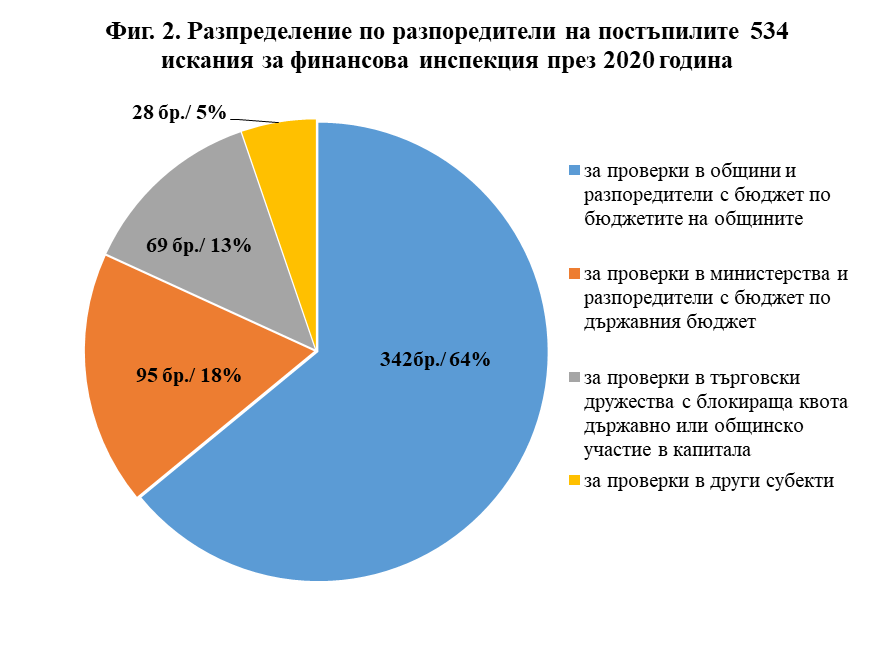 Фиг. 2. Разпределение по разпоредители на постъпилите 534
искания за финансова инспекция през 2020 година
28 бр./ 5%
69 бр./ 13%
95 бр./ 18%
342бр./ 64%
за проверки в общини и
разпоредители с бюджет по
бюджетите на общините
за проверки в министерства и
разпоредители с бюджет по
държавния бюджет
за проверки в търговски
дружества с блокираща квота
държавно или общинско
участие в капитала
за проверки в други субекти